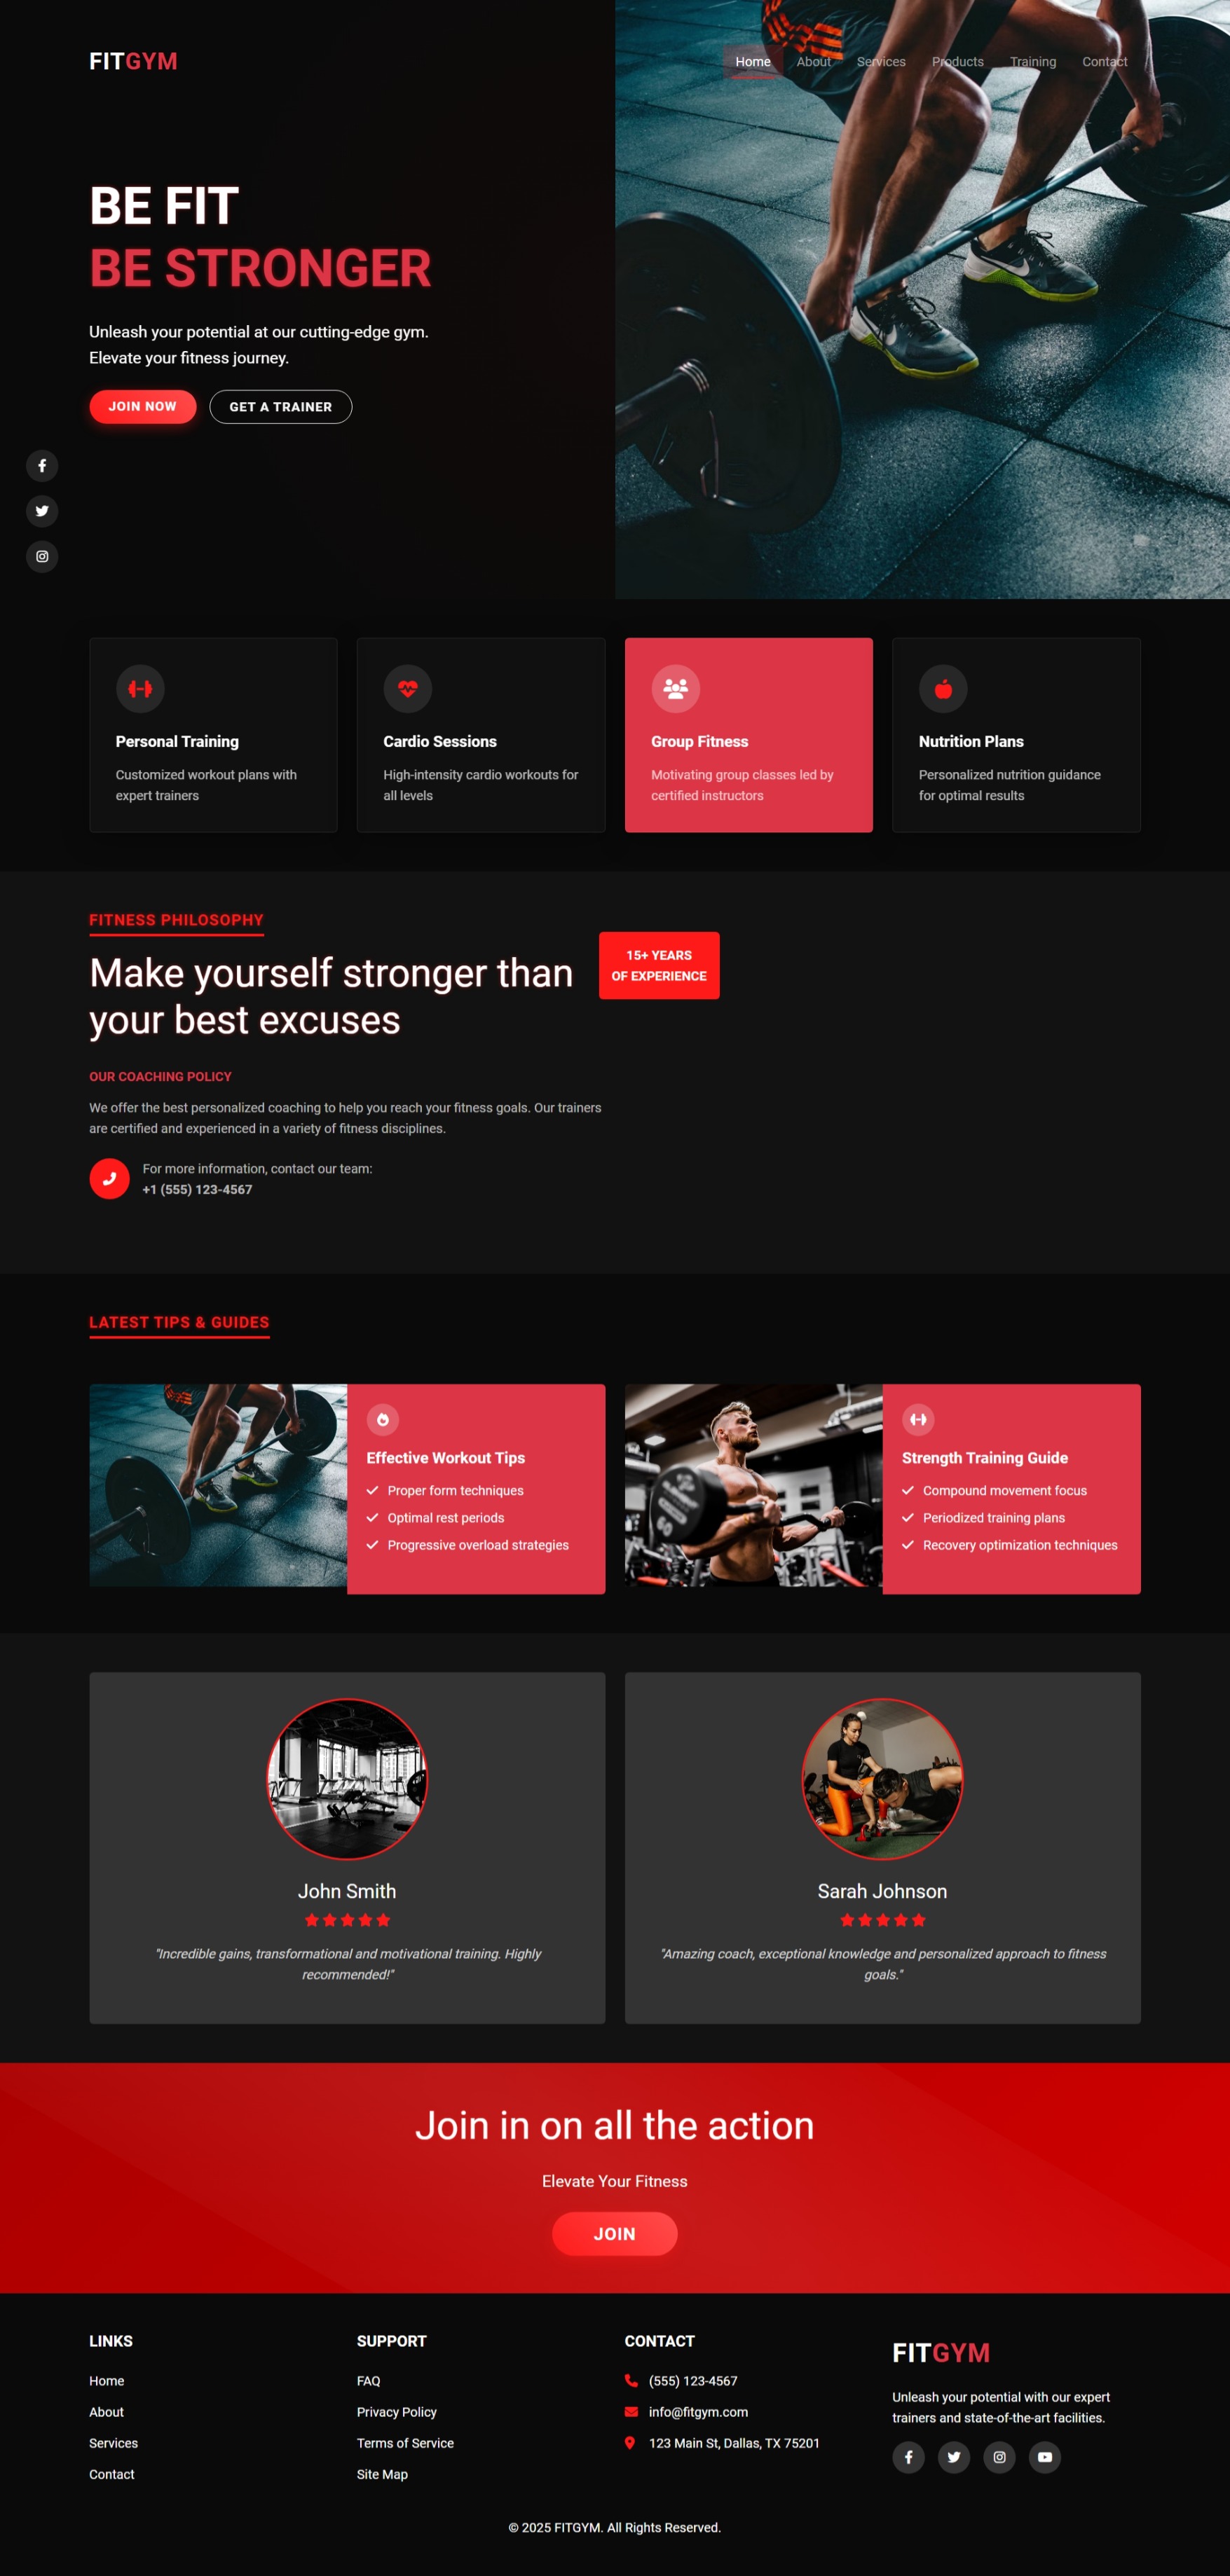 FITGYM
Home About Services Products Training Contact
BE FIT
BE STRONGER
Unleash your potential at our cutting-edge gym.
Elevate your fitness journey.
JOIN NOW
GET A TRAINER
Personal Training
Customized workout plans with
expert trainers
Cardio Sessions
High-intensity cardio workouts for
all levels
Group Fitness
Motivating group classes led by
certified instructors
Nutrition Plans
Personalized nutrition guidance
for optimal results
FITNESS PHILOSOPHY
Make yourself stronger than
your best excuses
15+ YEARS
OF EXPERIENCE
OUR COACHING POLICY
We offer the best personalized coaching to help you reach your fitness goals. Our trainers
are certified and experienced in a variety of fitness disciplines.
For more information, contact our team:
+1 (555) 123-4567
LATEST TIPS & GUIDES
Effective Workout Tips
Proper form techniques
Optimal rest periods
Progressive overload strategies
Strength Training Guide
Compound movement focus
Periodized training plans
Recovery optimization techniques
John Smith
"Incredible gains, transformational and motivational training. Highly
recommended!"
Sarah Johnson
"Amazing coach, exceptional knowledge and personalized approach to fitness
goals."
Join in on all the action
Elevate Your Fitness
JOIN
LINKS
Home
About
Services
Contact
SUPPORT
FAQ
Privacy Policy
Terms of Service
Site Map
CONTACT
(555) 123-4567
info@fitgym.com
123 Main St, Dallas, TX 75201
FITGYM
Unleash your potential with our expert
trainers and state-of-the-art facilities.
© 2025 FITGYM. All Rights Reserved.